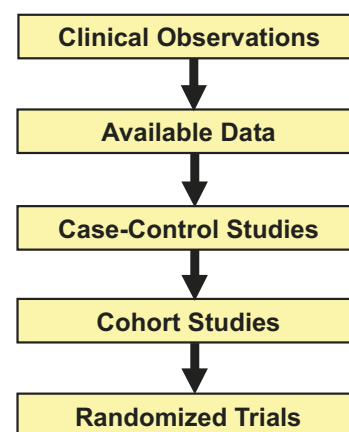 Clinical Observations
Available Data
Case-Control Studies
Cohort Studies
Randomized Trials